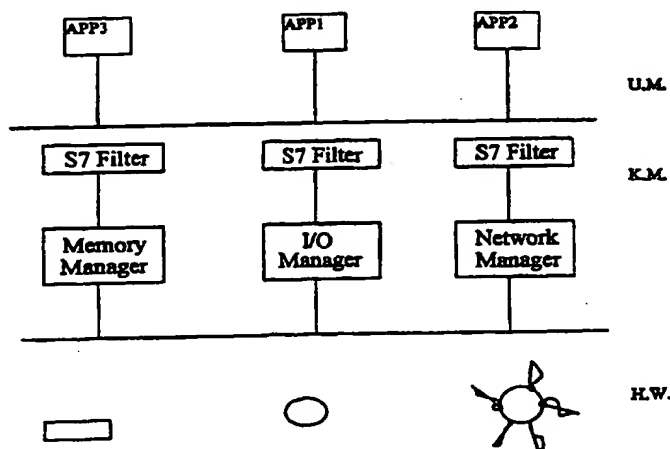 APP3 APP1 APP2
U.M.
S7 Filter S7 Filter S7 Filter
K.M.
Memory
Manager
I/O
Manager
Network
Manager
H.W.